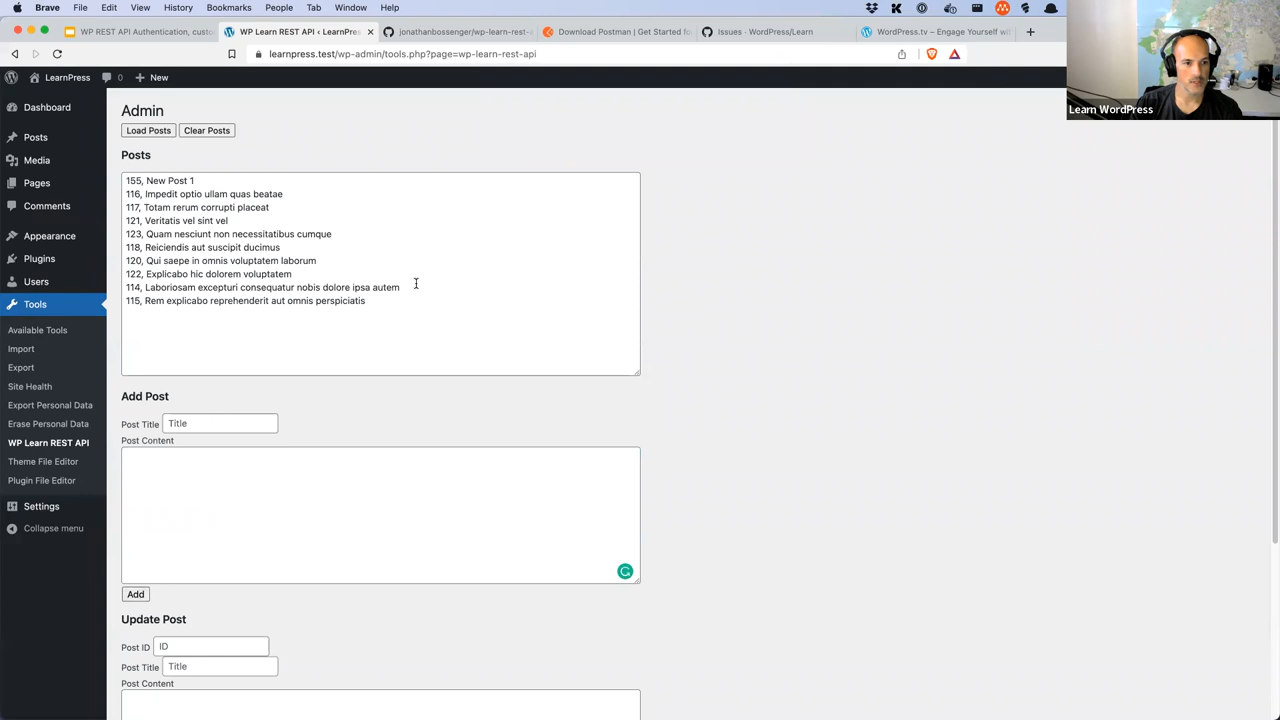 Brave File Edit View History Bookmarks People Tab Window Help
WP REST API Authentication, custo
WP Learn REST API ‹ LearnPres
jonathanbossenger/wp-learn-rest-a
Download Postman | Get Started fo
Issues · WordPress/Learn
WordPress.tv – Engage Yourself wi
learnpress.test/wp-admin/tools.php?page=wp-learn-rest-api
LearnPress 0 New
Learn WordPress
Dashboard
Posts
Media
Pages
Comments
Appearance
Plugins
Users
Tools
Available Tools
Import
Export
Site Health
Export Personal Data
Erase Personal Data
WP Learn REST API
Theme File Editor
Plugin File Editor
Settings
Collapse menu
Admin
Load Posts Clear Posts
Posts
155, New Post 1
116, Impedit optio ullam quas beatae
117, Totam rerum corrupti placeat
121, Veritatis vel sint vel
123, Quam nesciunt non necessitatibus cumque
118, Reiciendis aut suscipit ducimus
120, Qui saepe in omnis voluptatem laborum
122, Explicabo hic dolorem voluptatem
114, Laboriosam excepturi consequatur nobis dolore ipsa autem
115, Rem explicabo reprehenderit aut omnis perspiciatis
Add Post
Post Title Title
Post Content
Add
Update Post
Post ID ID
Post Title Title
Post Content